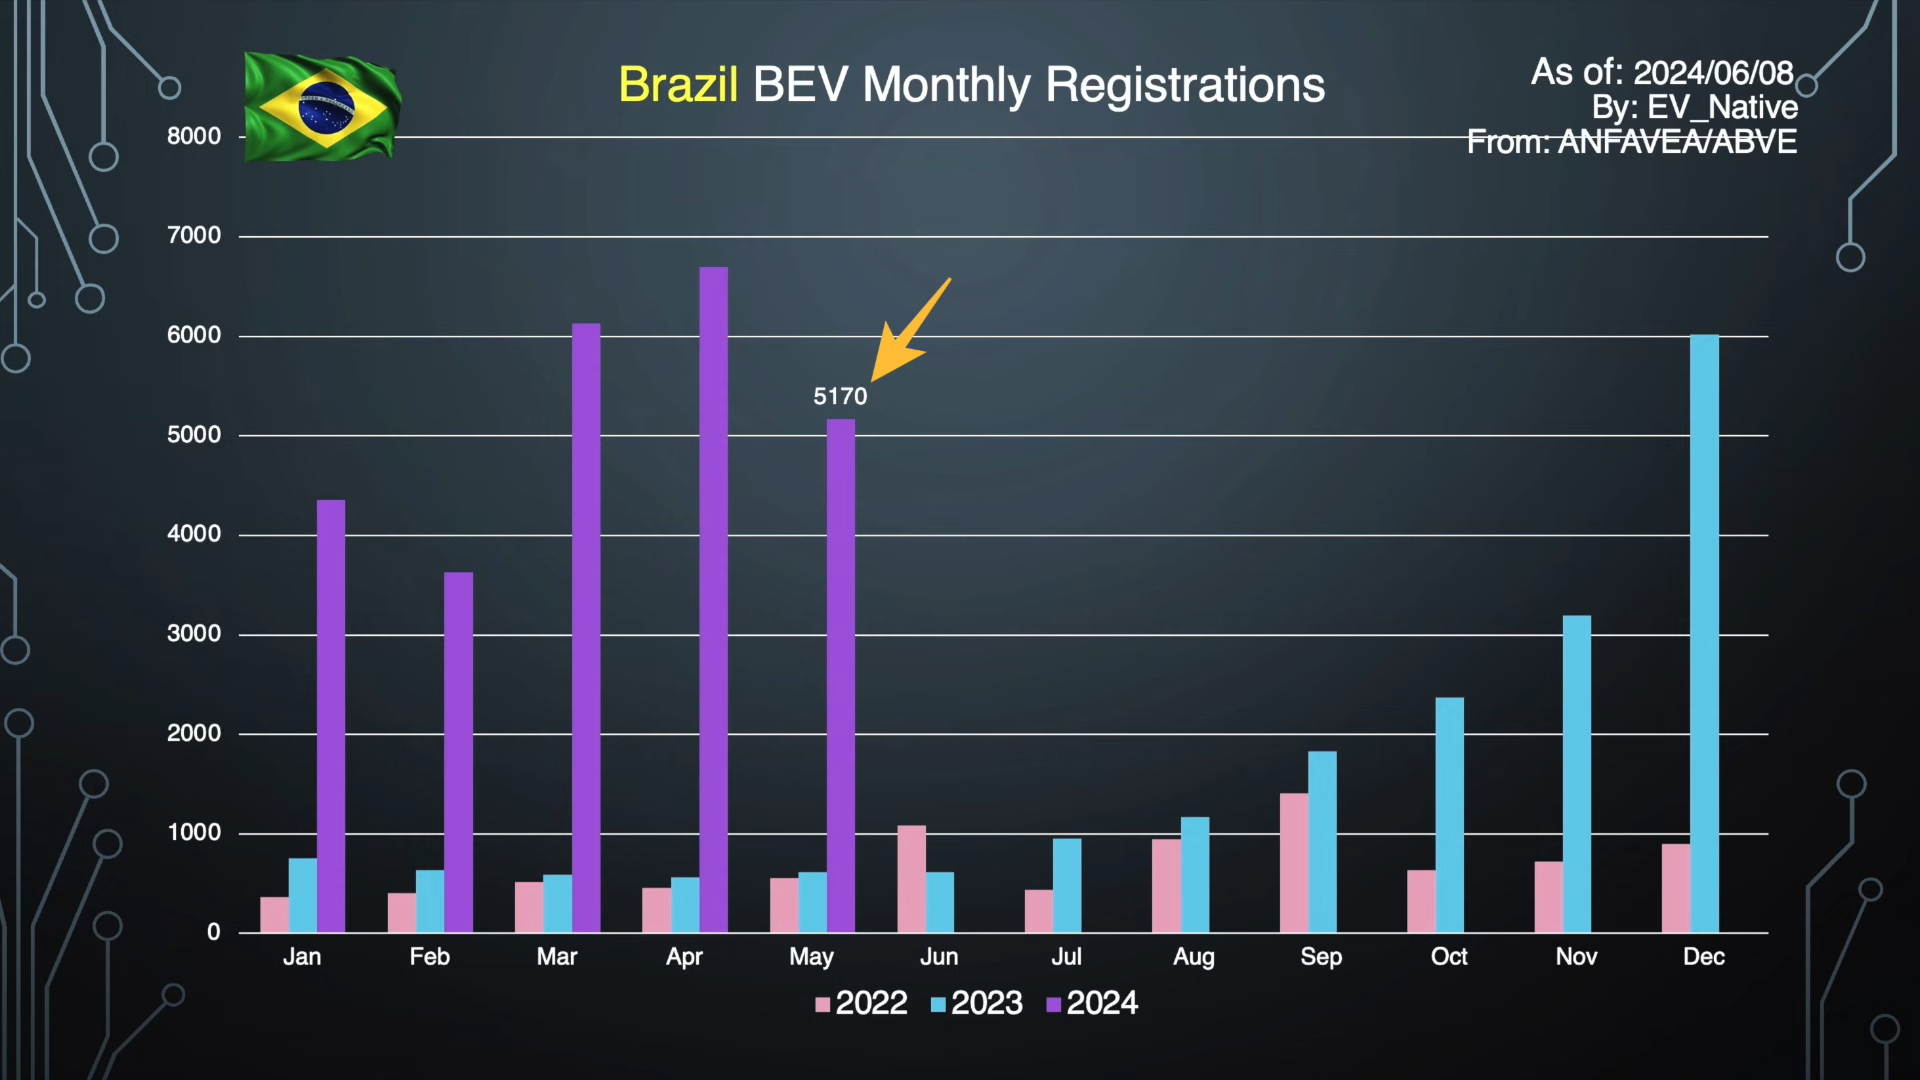 Brazil BEV Monthly Registrations
As of: 2024/06/08
By: EV_Native
From: ANFAVEA/ABVE
8000
7000
6000
5000
4000
3000
2000
1000
0
5170
Jan Feb Mar Apr May Jun Jul Aug Sep Oct Nov Dec
2022 2023 2024